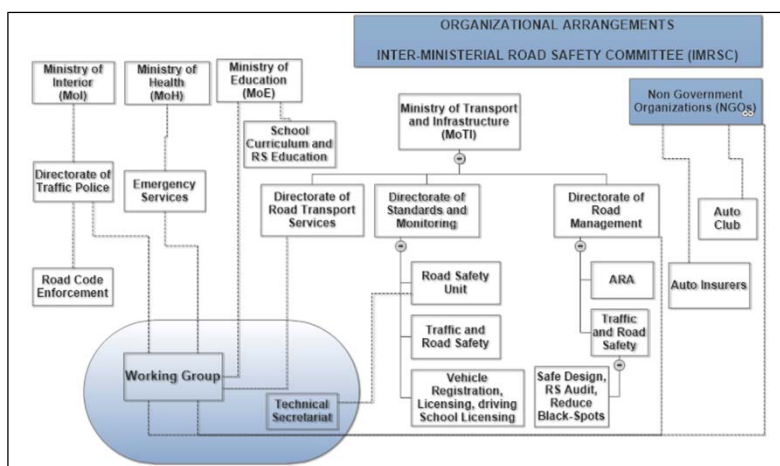 ORGANIZATIONAL ARRANGEMENTS
INTER-MINISTERIAL ROAD SAFETY COMMITTEE (IMRSC)
Ministry of
Interior
(MoI)
Ministry of
Health
(MoH)
Ministry of
Education
(MoE)
School
Curriculum and
RS Education
Ministry of Transport
and Infrastructure
(MoTI)
Non Government
Organizations (NGOs)
Directorate of
Traffic Police
Emergency
Services
Directorate of
Road Transport
Services
Directorate of
Standards and
Monitoring
Directorate of
Road
Management
Auto
Club
Road Code
Enforcement
Road Safety
Unit
ARA
Auto Insurers
Traffic and
Road Safety
Traffic
and Road
Safety
Working Group
Technical
Secretariat
Vehicle
Registration,
Licensing, driving
School Licensing
Safe Design,
RS Audit,
Reduce
Black-Spots